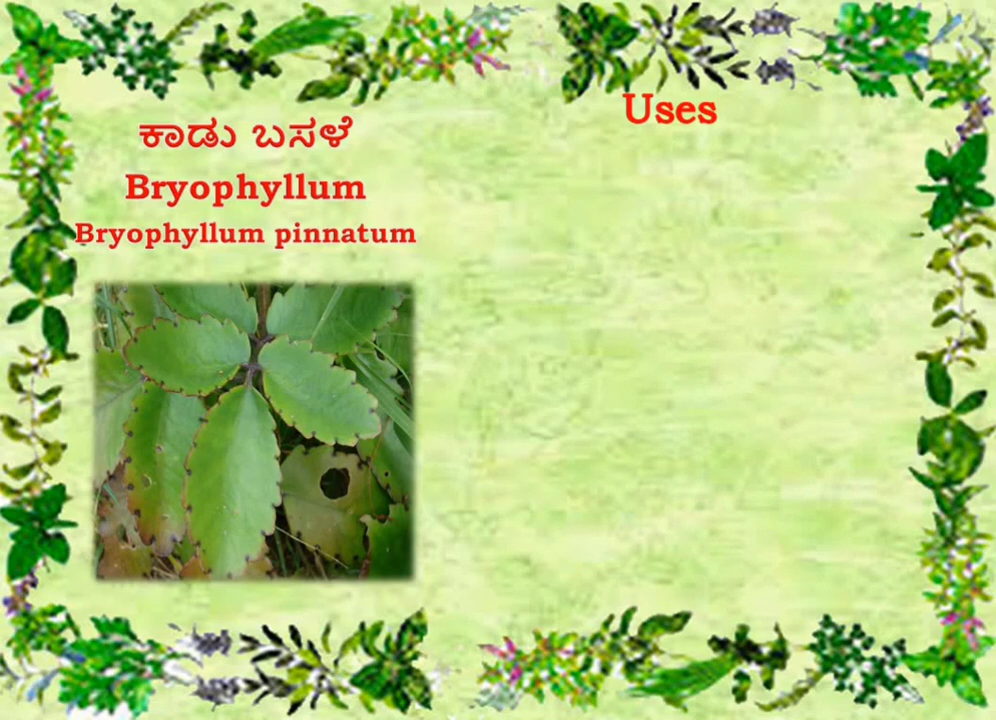 ಕಾಡು ಬಸಳೆ
Bryophyllum
Bryophyllum pinnatum
Uses